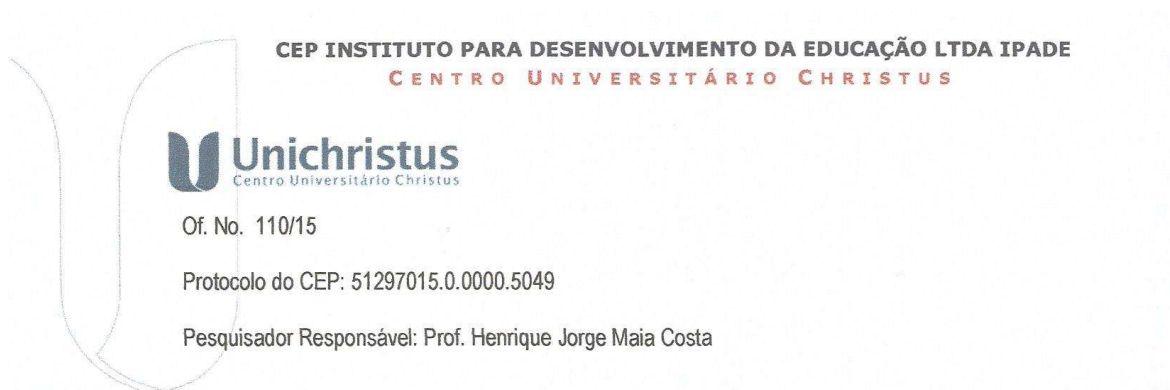 CEP INSTITUTO PARA DESENVOLVIMENTO DA EDUCAÇÃO LTDA IPADE
CENTRO UNIVERSITÁRIO CHRISTUS
Unichristus
Centro Universitário Christus
Of. No. 110/15
Protocolo do CEP: 51297015.0.0000.5049
Pesquisador Responsável: Prof. Henrique Jorge Maia Costa